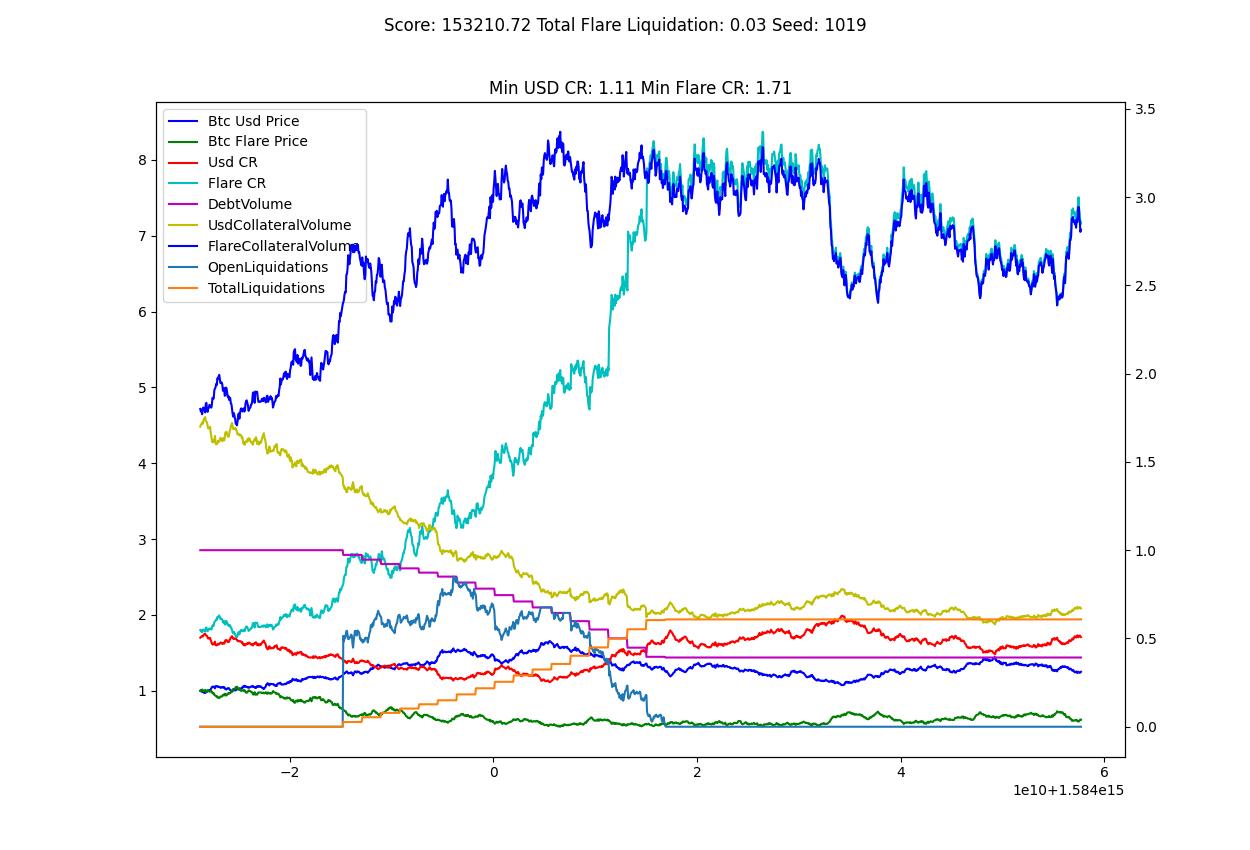 Score: 153210.72 Total Flare Liquidation: 0.03 Seed: 1019
Min USD CR: 1.11 Min Flare CR: 1.71
Btc Usd Price
Btc Flare Price
Usd CR
Flare CR
DebtVolume
UsdCollateralVolume
FlareCollateralVolume
OpenLiquidations
TotalLiquidations
8
7
6
5
4
3
2
1
3.5
3.0
2.5
2.0
1.5
1.0
0.5
0.0
−2 0 2 4 6
1e10+1.584e15